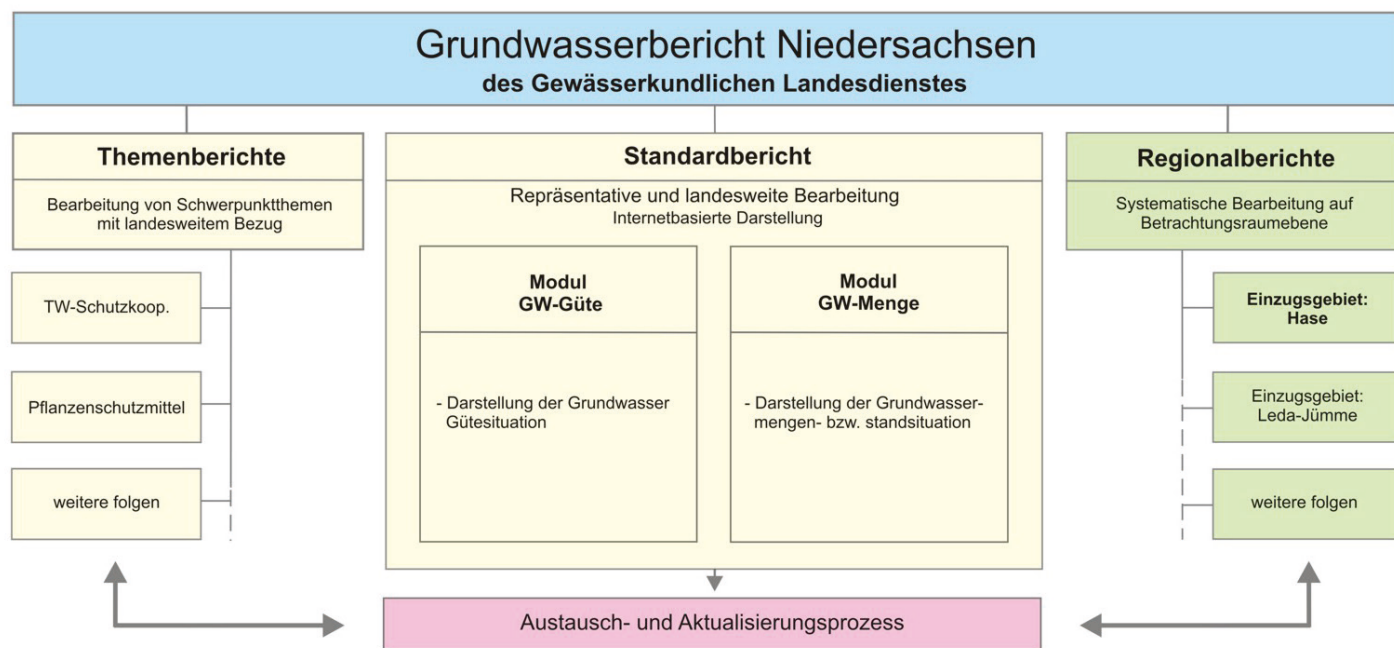 Grundwasserbericht Niedersachsen
des Gewässerkundlichen Landesdienstes
Themenberichte
Bearbeitung von Schwerpunktthemen
mit landesweitem Bezug
TW-Schutzkoop.
Pflanzenschutzmittel
weitere folgen
Standardbericht
Repräsentative und landesweite Bearbeitung
Internetbasierte Darstellung
Modul
GW-Güte
- Darstellung der Grundwasser
Gütesituation
Modul
GW-Menge
- Darstellung der Grundwasser-
mengen- bzw. standsituation
Regionalberichte
Systematische Bearbeitung auf
Betrachtungsraumebene
Einzugsgebiet:
Hase
Einzugsgebiet:
Leda-Jümme
weitere folgen
Austausch- und Aktualisierungsprozess